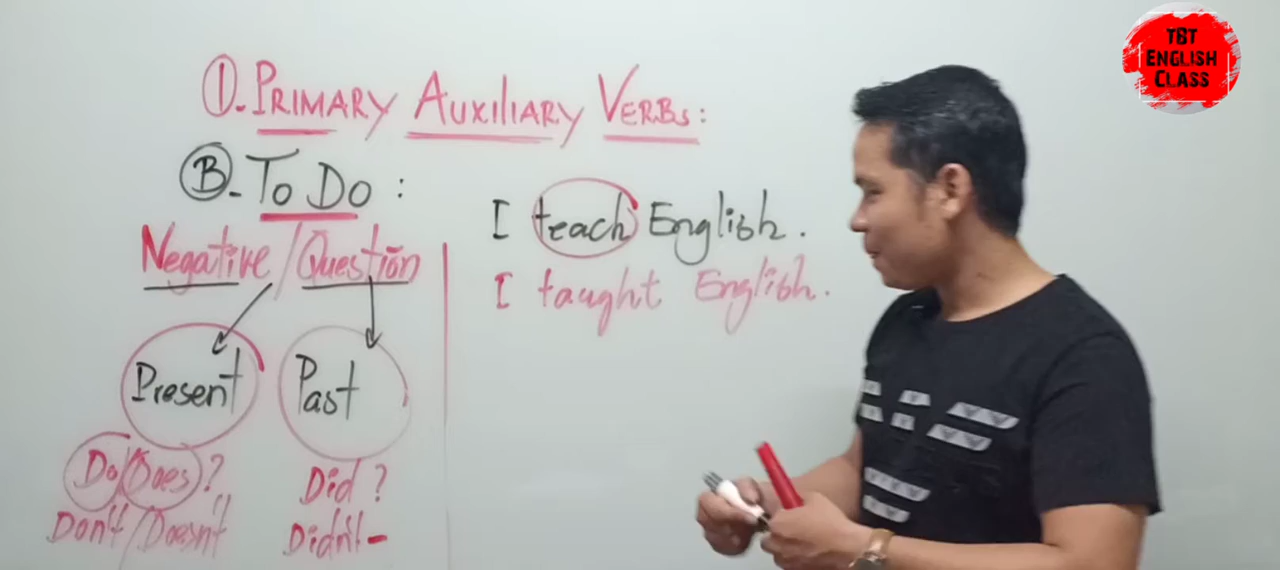 ①. PRIMARY AUXILIARY VERBS:
Ⓑ. TO DO :
Negative / Question
Present Past
Do/Does? Did ?
Don't / Doesn't Didn't -
I teach English.
I taught English.
TBT
ENGLISH
CLASS